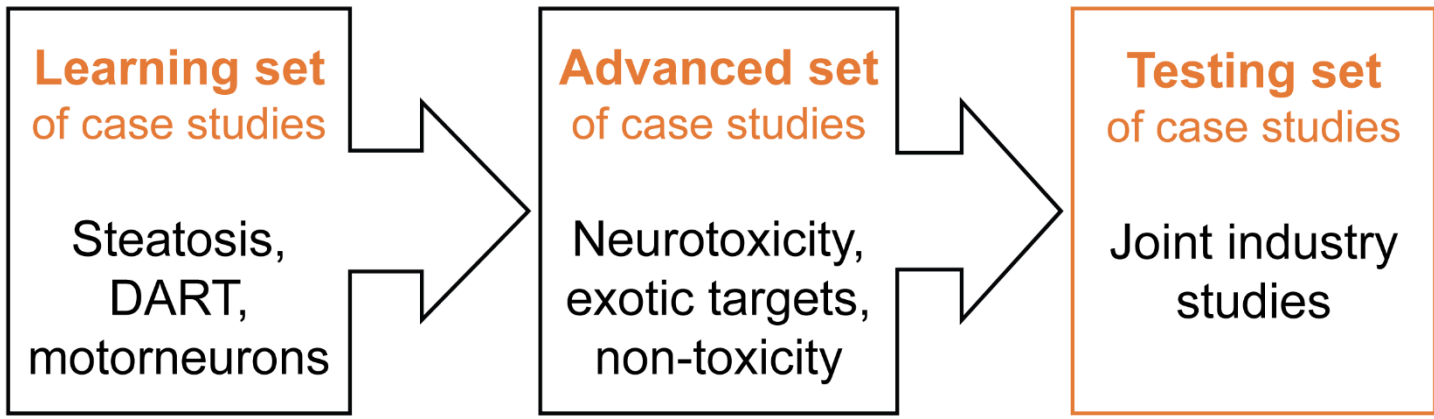 Learning set
of case studies
Steatosis,
DART,
motorneurons
Advanced set
of case studies
Neurotoxicity,
exotic targets,
non-toxicity
Testing set
of case studies
Joint industry
studies